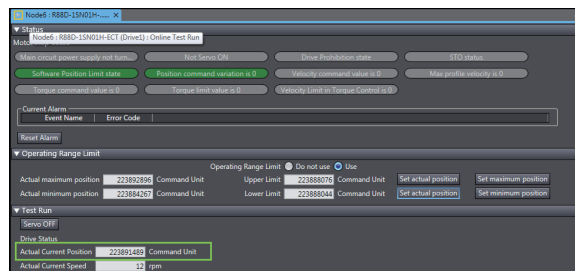 Node6 : R88D-1SN01H-...... ×
▼ Status
Node6 : R88D-1SN01H-ECT (Drive1) : Online Test Run
Main circuit power supply not turn... Not Servo ON Drive Prohibition state STO status
Software Position Limit state Position command variation is 0 Velocity command value is 0 Max profile velocity is 0
Torque command value is 0 Torque limit value is 0 Velocity Limit in Torque Control is 0
Current Alarm
Event Name Error Code
Reset Alarm
▼ Operating Range Limit
Operating Range Limit Do not use Use
Actual maximum position 223892896 Command Unit Upper Limit 223888076 Command Unit Set actual position Set maximum position
Actual minimum position 223884267 Command Unit Lower Limit 223888044 Command Unit Set actual position Set minimum position
▼ Test Run
Servo OFF
Drive Status
Actual Current Position 223891489 Command Unit
Actual Current Speed 12 rpm